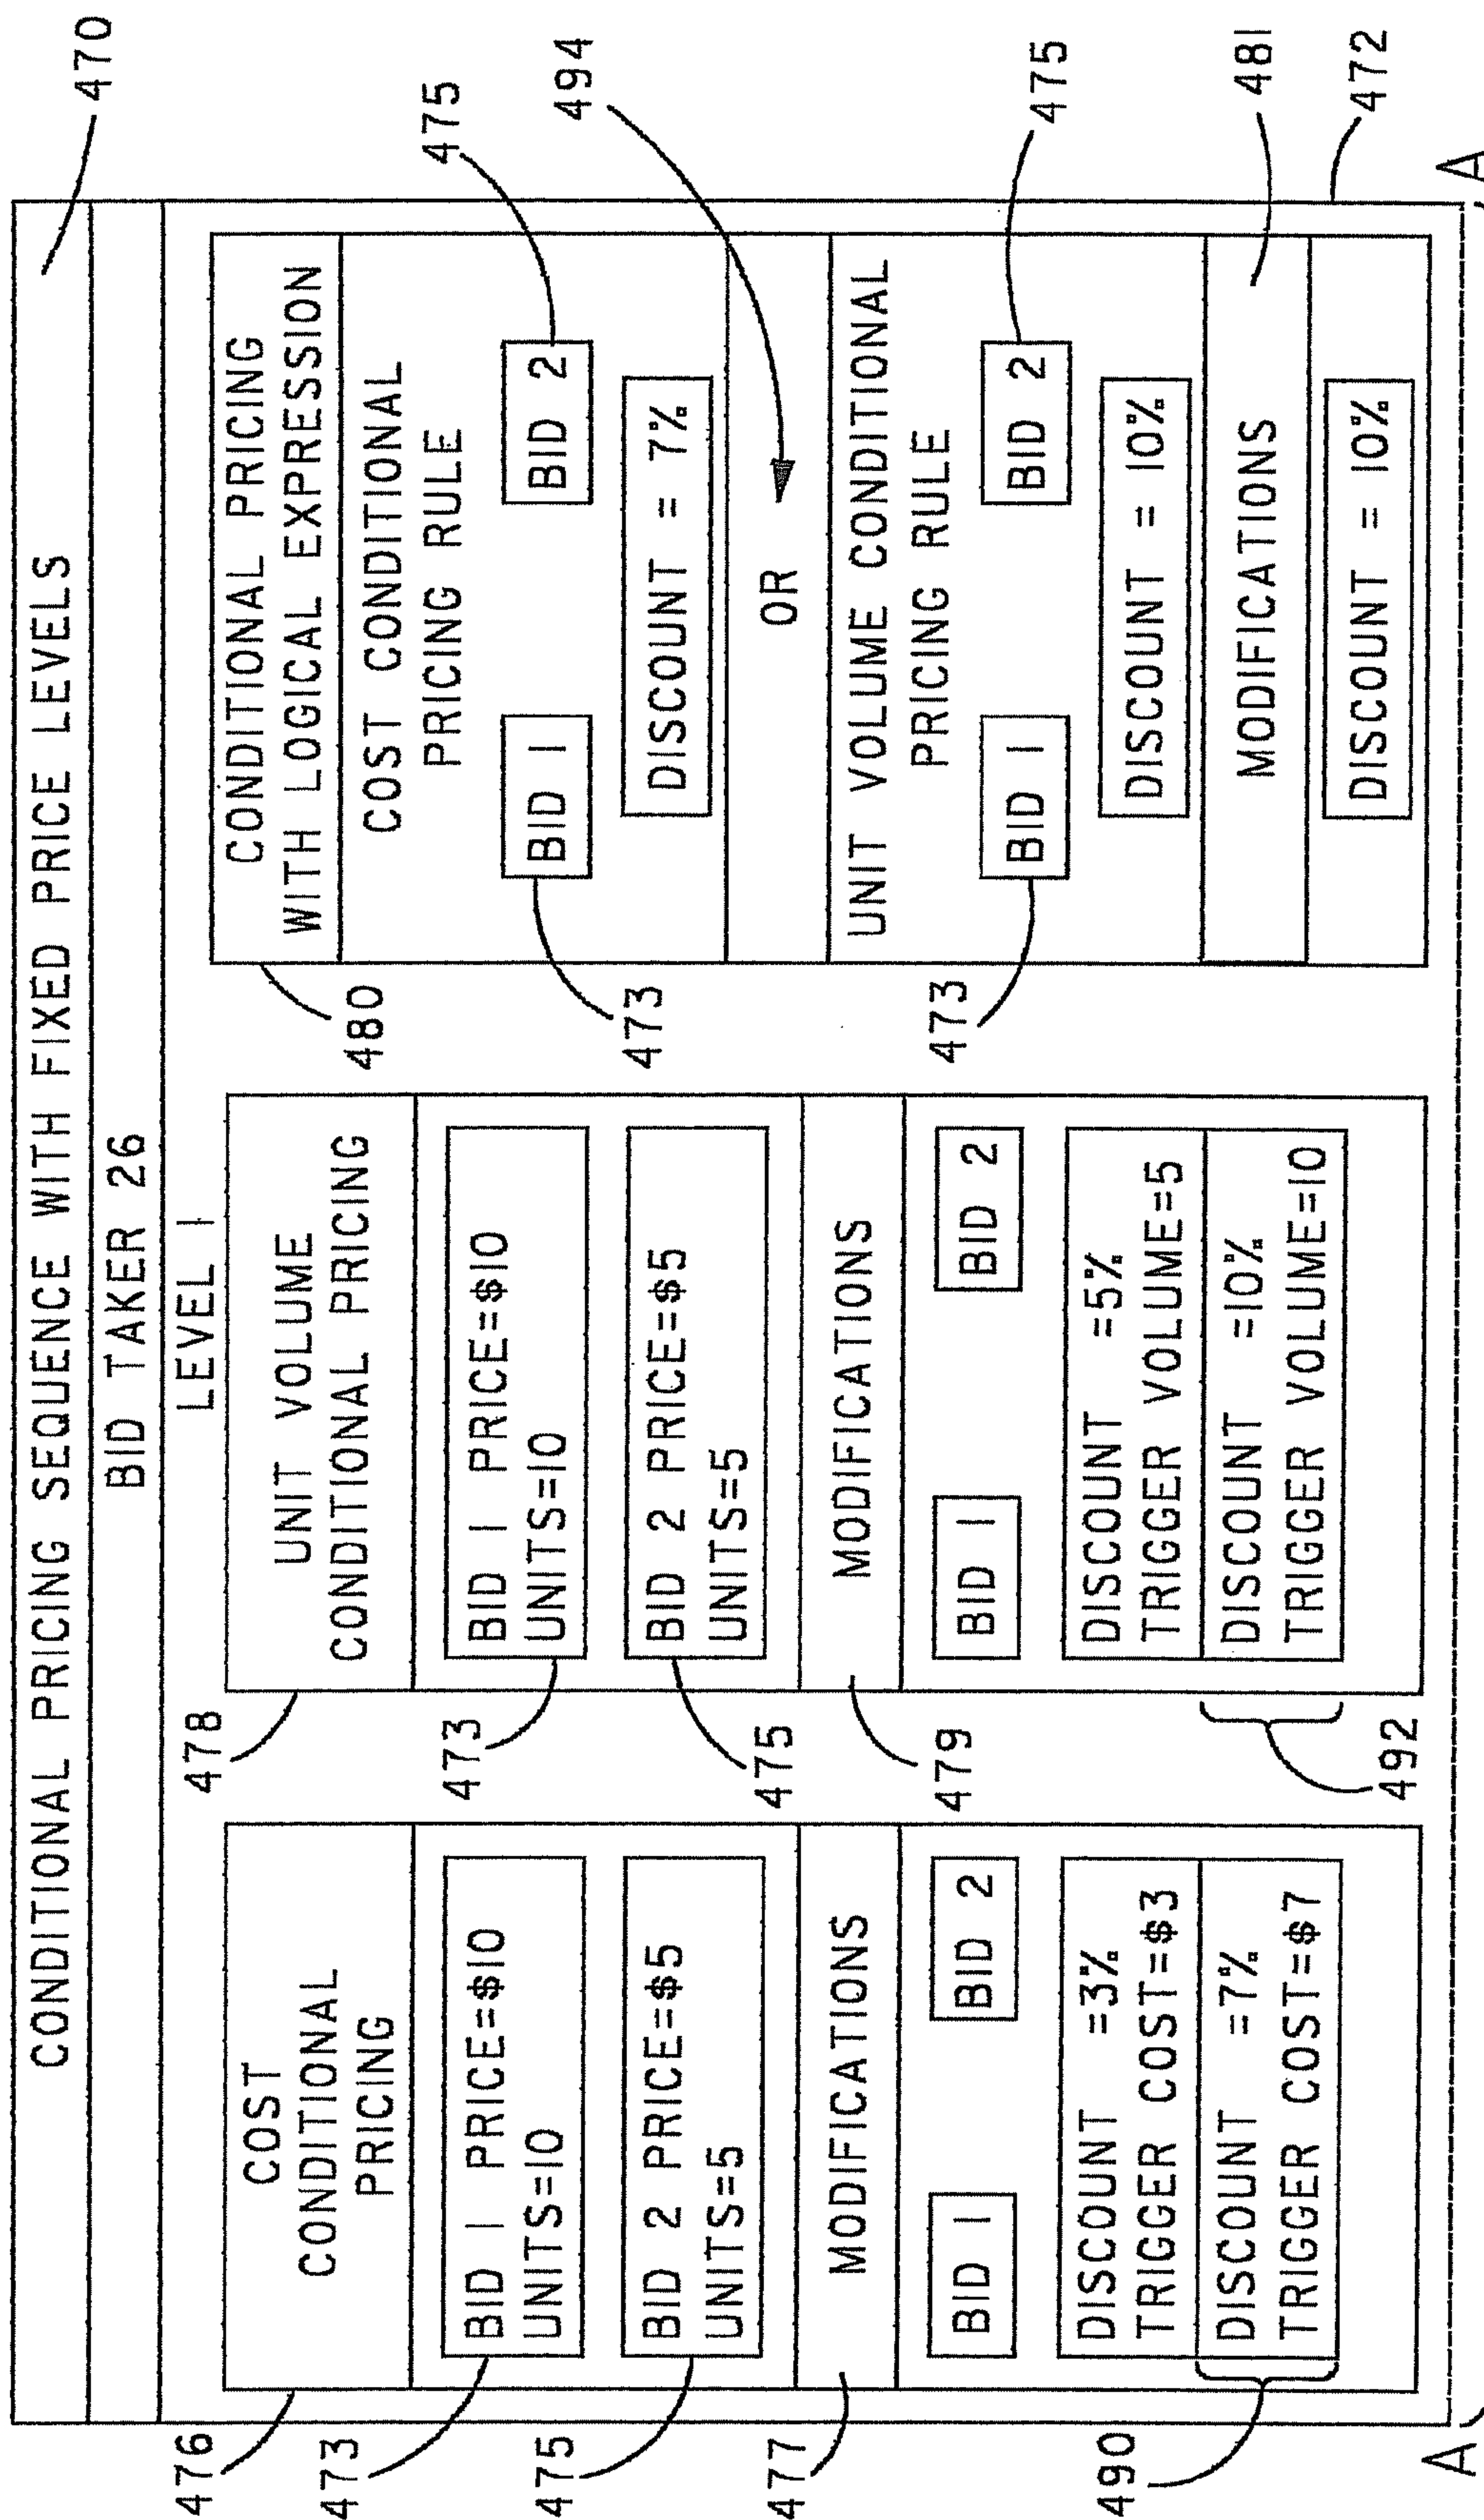 470
CONDITIONAL PRICING SEQUENCE WITH FIXED PRICE LEVELS
BID TAKER 26
LEVEL 1
476
COST
CONDITIONAL
PRICING
473
BID 1 PRICE=$10
UNITS=10
475
BID 2 PRICE=$5
UNITS=5
477
MODIFICATIONS
BID 1
BID 2
490
DISCOUNT =3%
TRIGGER COST=$3
DISCOUNT =7%
TRIGGER COST=$7
478
UNIT VOLUME
CONDITIONAL PRICING
473
BID 1 PRICE=$10
UNITS=10
475
BID 2 PRICE=$5
UNITS=5
479
MODIFICATIONS
BID 1
BID 2
DISCOUNT =5%
TRIGGER VOLUME=5
DISCOUNT =10%
TRIGGER VOLUME=10
492
480
CONDITIONAL PRICING
WITH LOGICAL EXPRESSION
COST CONDITIONAL
PRICING RULE
475
BID 1
BID 2
473
DISCOUNT = 7%
494
OR
UNIT VOLUME CONDITIONAL
PRICING RULE
473
BID 1
BID 2
475
DISCOUNT = 10%
MODIFICATIONS
481
DISCOUNT = 10%
472
A
A